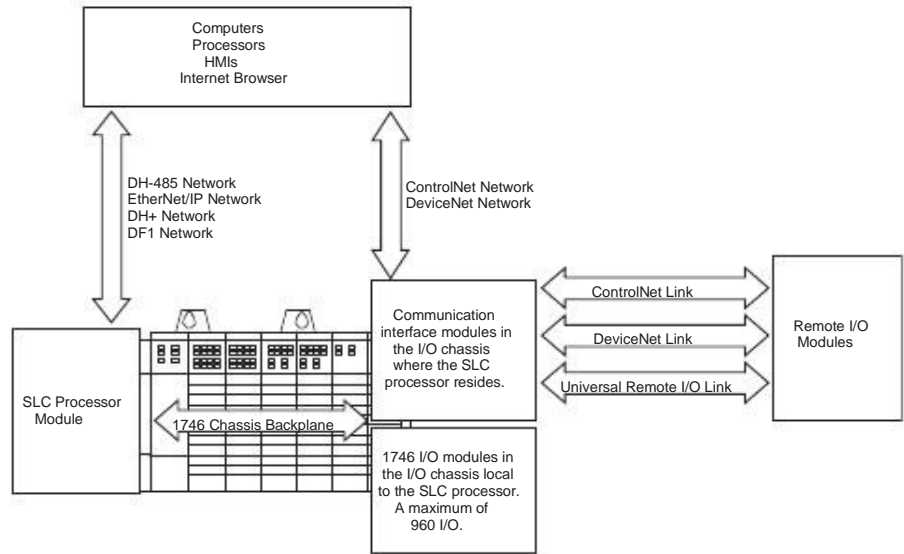 Computers
Processors
HMIs
Internet Browser
DH-485 Network
EtherNet/IP Network
DH+ Network
DF1 Network
ControlNet Network
DeviceNet Network
SLC Processor
Module
1746 Chassis Backplane
Communication
interface modules in
the I/O chassis
where the SLC
processor resides.
1746 I/O modules in
the I/O chassis local
to the SLC processor.
A maximum of
960 I/O.
ControlNet Link
DeviceNet Link
Universal Remote I/O Link
Remote I/O
Modules